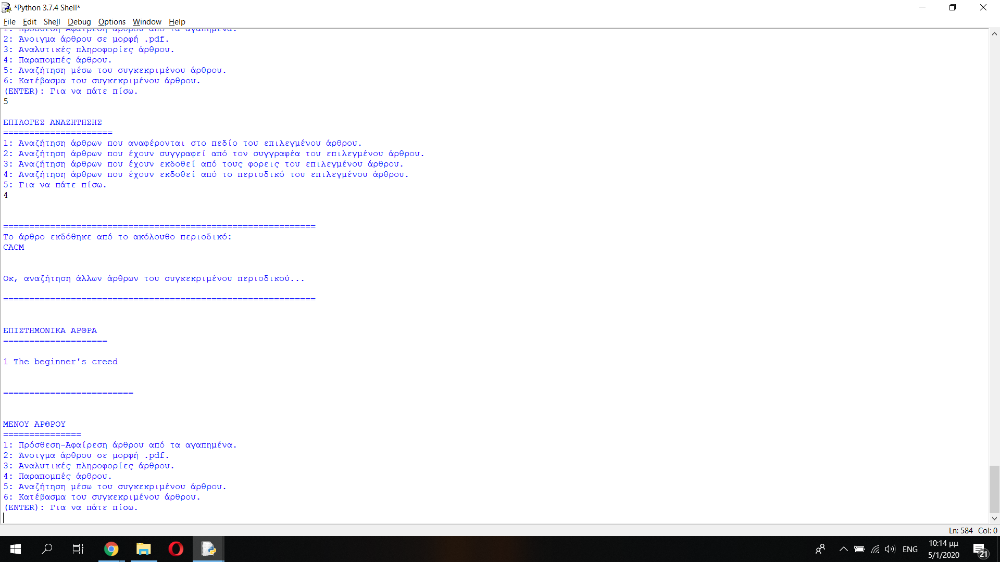 *Python 3.7.4 Shell*
File Edit Shell Debug Options Window Help
1: Πρόσθεση-Αφαίρεση άρθρου από τα αγαπημένα.
2: Άνοιγμα άρθρου σε μορφή .pdf.
3: Αναλυτικές πληροφορίες άρθρου.
4: Παραπομπές άρθρου.
5: Αναζήτηση μέσω του συγκεκριμένου άρθρου.
6: Κατέβασμα του συγκεκριμένου άρθρου.
(ENTER): Για να πάτε πίσω.
5
ΕΠΙΛΟΓΕΣ ΑΝΑΖΗΤΗΣΗΣ
=====================
1: Αναζήτηση άρθρων που αναφέρονται στο πεδίο του επιλεγμένου άρθρου.
2: Αναζήτηση άρθρων που έχουν συγγραφεί από τον συγγραφέα του επιλεγμένου άρθρου.
3: Αναζήτηση άρθρων που έχουν εκδοθεί από τους φορεις του επιλεγμένου άρθρου.
4: Αναζήτηση άρθρων που έχουν εκδοθεί από το περιοδικό του επιλεγμένου άρθρου.
5: Για να πάτε πίσω.
4
============================================================
Το άρθρο εκδόθηκε από το ακόλουθο περιοδικό:
CACM
Οκ, αναζήτηση άλλων άρθρων του συγκεκριμένου περιοδικού...
============================================================
ΕΠΙΣΤΗΜΟΝΙΚΑ ΑΡΘΡΑ
====================
1 The beginner's creed
=========================
ΜΕΝΟΥ ΑΡΘΡΟΥ
===============
1: Πρόσθεση-Αφαίρεση άρθρου από τα αγαπημένα.
2: Άνοιγμα άρθρου σε μορφή .pdf.
3: Αναλυτικές πληροφορίες άρθρου.
4: Παραπομπές άρθρου.
5: Αναζήτηση μέσω του συγκεκριμένου άρθρου.
6: Κατέβασμα του συγκεκριμένου άρθρου.
(ENTER): Για να πάτε πίσω.
Ln: 584 Col: 0
ENG
10:14 μμ
5/1/2020
21